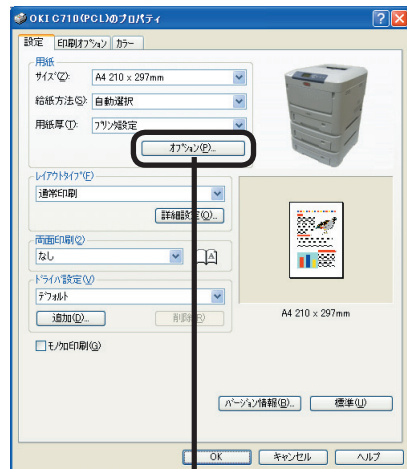 OKI C710(PCL)のプロパティ
設定 印刷オプション カラー
用紙
サイズ(Z): A4 210 x 297mm
給紙方法(S): 自動選択
用紙厚(T): プリンタ設定
オプション(P)...
レイアウトタイプ(F)
通常印刷
詳細設定(O)...
両面印刷(2)
なし
ドライバ設定(V)
デフォルト
追加(D)... 削除(R)
A4 210 x 297mm
モノクロ印刷(G)
バージョン情報(B)... 標準(U)
OK キャンセル ヘルプ